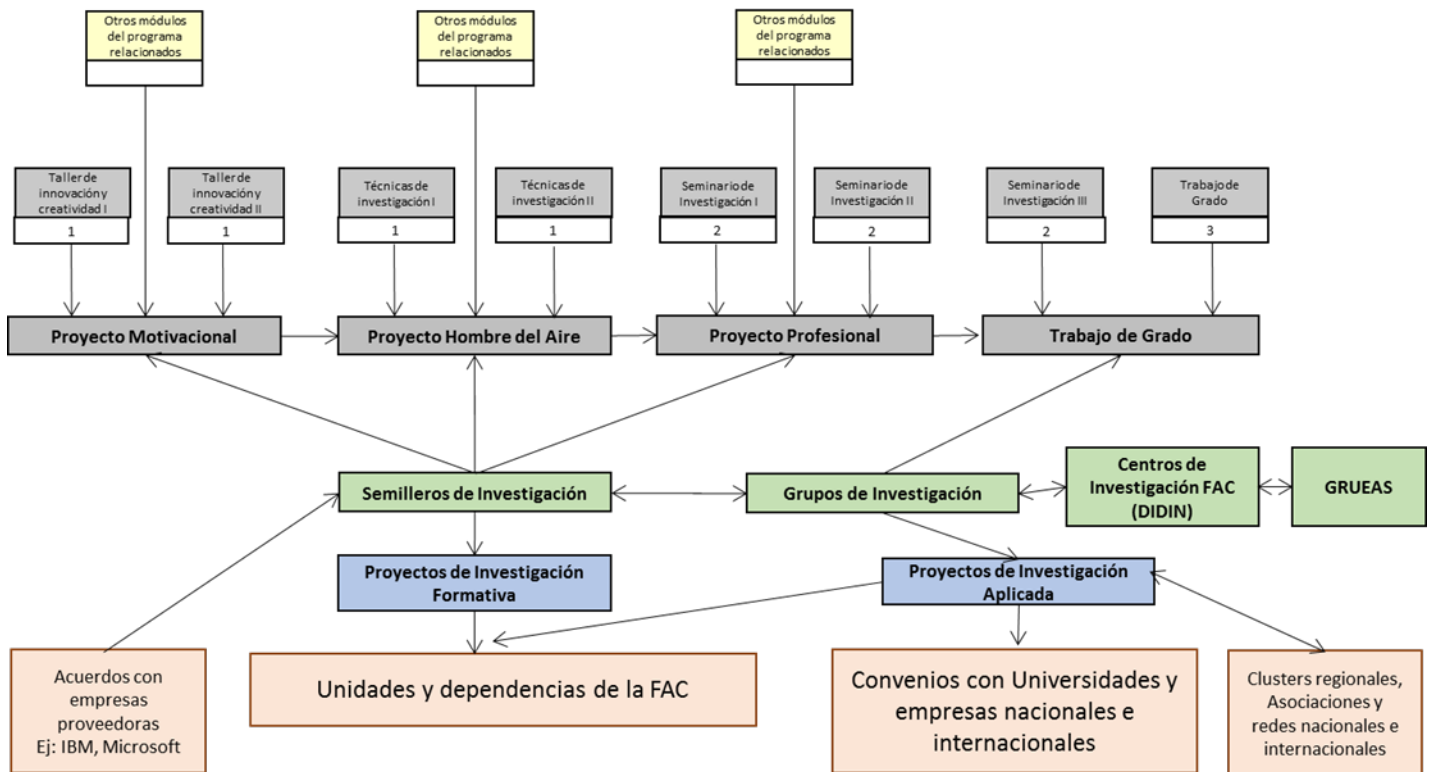 Otros módulos
del programa
relacionados
Otros módulos
del programa
relacionados
Otros módulos
del programa
relacionados
Taller de
innovación y
creatividad I
1
Taller de
innovación y
creatividad II
1
Técnicas de
investigación I
1
Técnicas de
investigación II
1
Seminario de
Investigación I
2
Seminario de
Investigación II
2
Seminario de
Investigación III
2
Trabajo de
Grado
3
Proyecto Motivacional
Proyecto Hombre del Aire
Proyecto Profesional
Trabajo de Grado
Semilleros de Investigación
Grupos de Investigación
Centros de
Investigación FAC
(DIDIN)
GRUEAS
Proyectos de Investigación
Formativa
Proyectos de Investigación
Aplicada
Acuerdos con
empresas
proveedoras
Ej: IBM, Microsoft
Unidades y dependencias de la FAC
Convenios con Universidades y
empresas nacionales e
internacionales
Clusters regionales,
Asociaciones y
redes nacionales e
internacionales